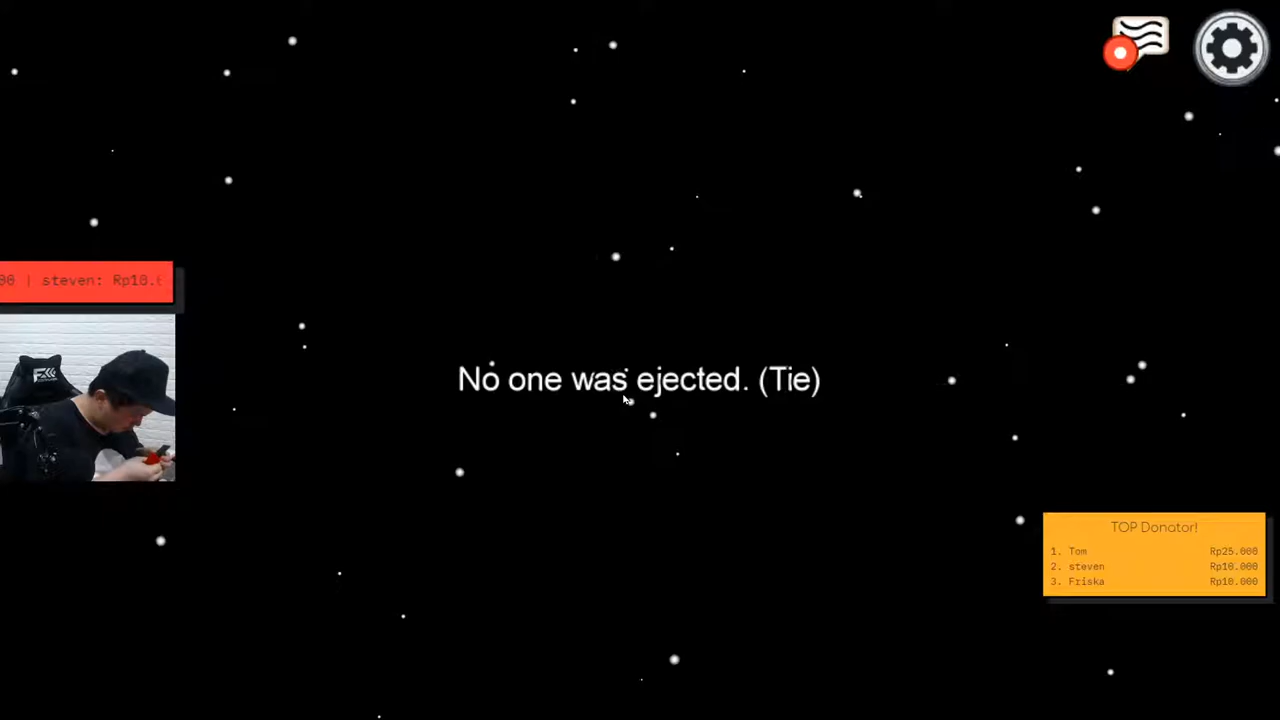 00 | steven: Rp10.
No one was ejected. (Tie)
TOP Donator!
1. Tom Rp25.000
2. steven Rp10.000
3. Friska Rp10.000